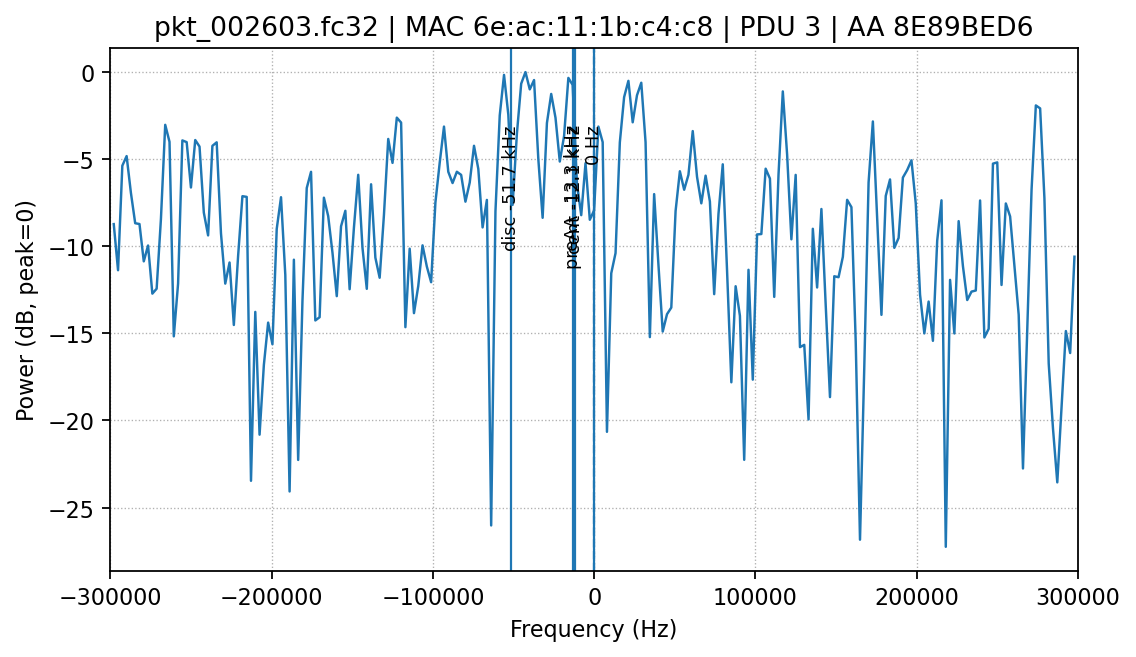 pkt_002603.fc32 | MAC 6e:ac:11:1b:c4:c8 | PDU 3 | AA 8E89BED6
Power (dB, peak=0)
0
−5
−10
−15
−20
−25
disc -51.7 kHz
kHz
0 Hz
−300000
−200000
−100000
0
100000
200000
300000
Frequency (Hz)